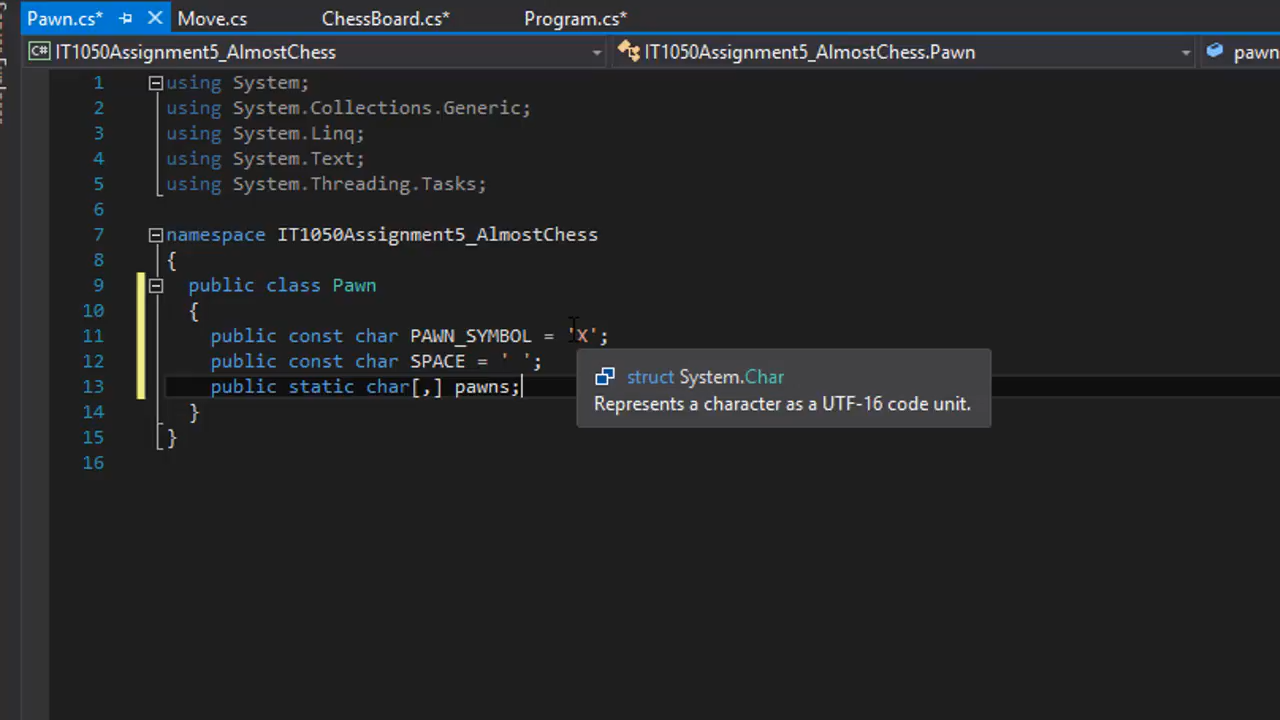 Pawn.cs* Move.cs ChessBoard.cs* Program.cs*
C# IT1050Assignment5_AlmostChess IT1050Assignment5_AlmostChess.Pawn pawn
1 using System;
2 using System.Collections.Generic;
3 using System.Linq;
4 using System.Text;
5 using System.Threading.Tasks;
6
7 namespace IT1050Assignment5_AlmostChess
8 {
9 public class Pawn
10 {
11 public const char PAWN_SYMBOL = 'X';
12 public const char SPACE = ' ';
13 public static char[,] pawns;
14 }
15 }
16
struct System.Char
Represents a character as a UTF-16 code unit.